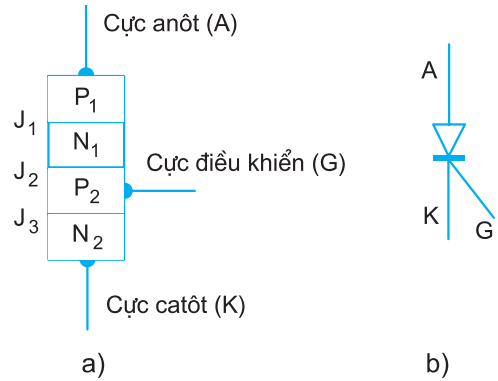 Cực anôt (A)
P1
J1
N1
J2
Cực điều khiển (G)
P2
J3
N2
Cực catôt (K)
a)
A
K
G
b)